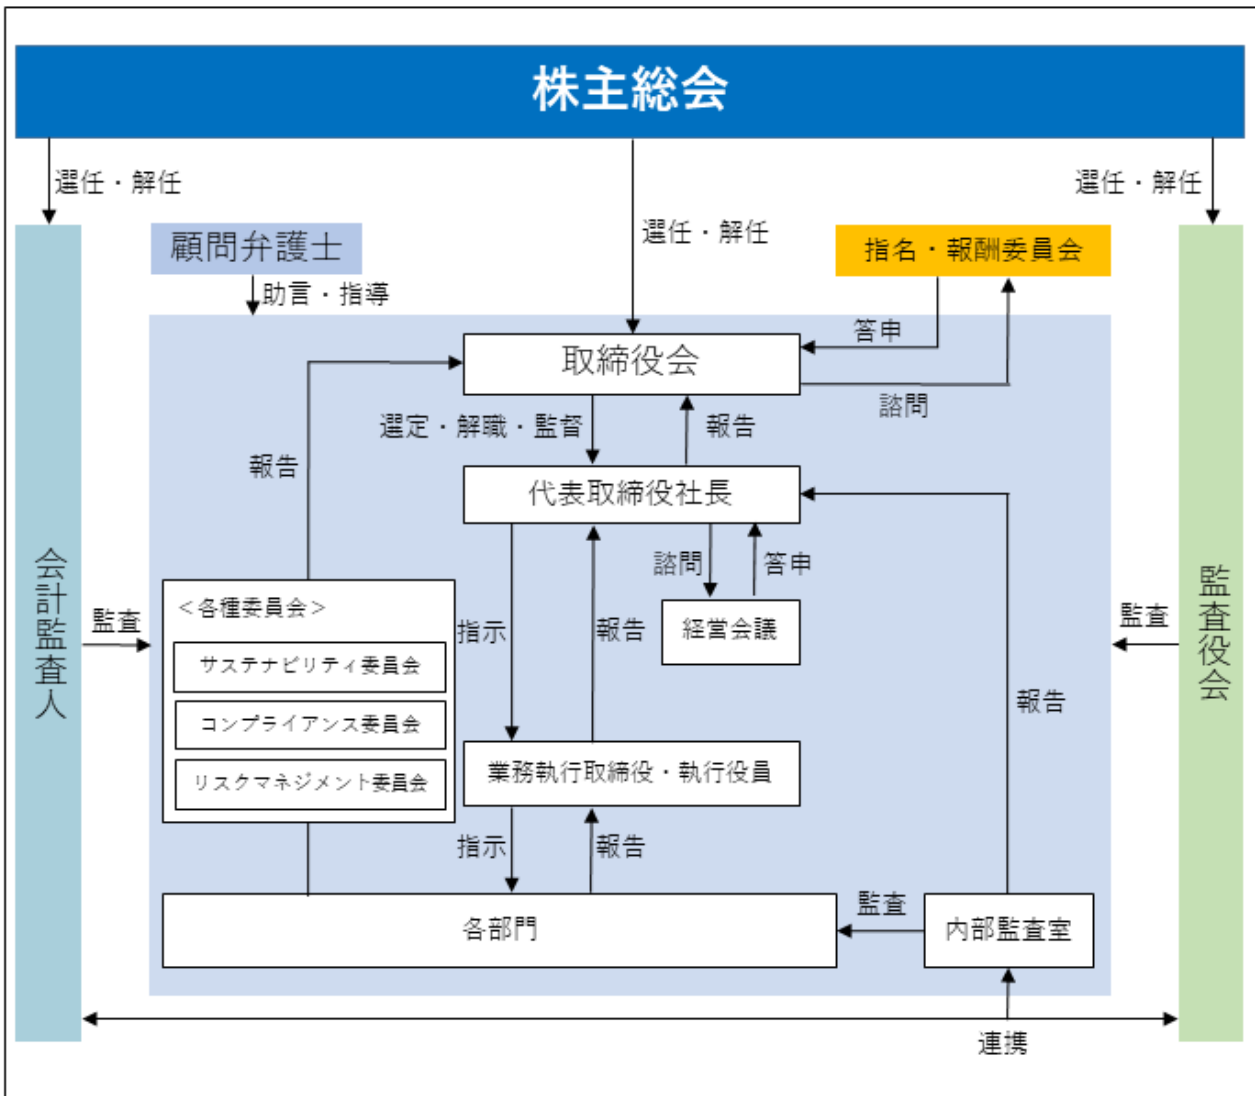 株主総会
選任・解任
選任・解任
選任・解任
顧問弁護士
指名・報酬委員会
助言・指導
答申
取締役会
諮問
選定・解職・監督
報告
報告
代表取締役社長
諮問
答申
会計監査人
監査役会
監査
監査
＜各種委員会＞
サステナビリティ委員会
コンプライアンス委員会
リスクマネジメント委員会
指示
報告
経営会議
報告
業務執行取締役・執行役員
指示
報告
各部門
監査
内部監査室
連携